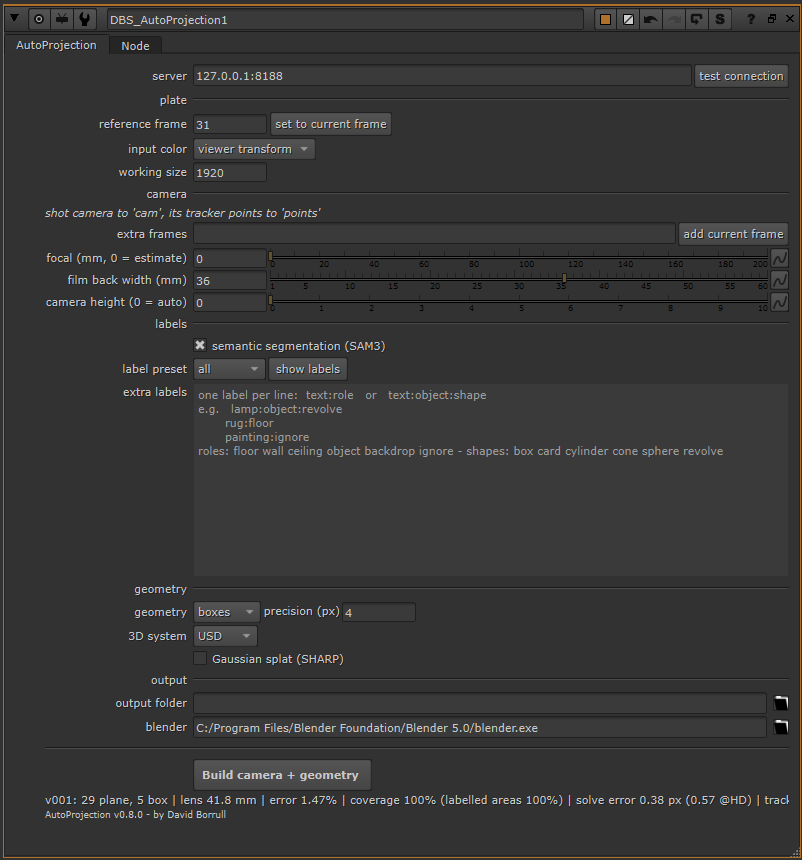 DBS_AutoProjection1
S ? ×
AutoProjection Node
server 127.0.0.1:8188 test connection
plate
reference frame 31 set to current frame
input color viewer transform
working size 1920
camera
shot camera to 'cam', its tracker points to 'points'
extra frames add current frame
focal (mm, 0 = estimate) 0
0 20 40 60 80 100 120 140 160 180 200
film back width (mm) 36
1 5 10 15 20 25 30 35 40 45 50 55 60
camera height (0 = auto) 0
0 1 2 3 4 5 6 7 8 9 10
labels
semantic segmentation (SAM3)
label preset all show labels
extra labels
one label per line: text:role or text:object:shape
e.g. lamp:object:revolve
rug:floor
painting:ignore
roles: floor wall ceiling object backdrop ignore - shapes: box card cylinder cone sphere revolve
geometry
geometry boxes precision (px) 4
3D system USD
Gaussian splat (SHARP)
output
output folder
blender C:/Program Files/Blender Foundation/Blender 5.0/blender.exe
Build camera + geometry
v001: 29 plane, 5 box | lens 41.8 mm | error 1.47% | coverage 100% (labelled areas 100%) | solve error 0.38 px (0.57 @HD) | track
AutoProjection v0.8.0 - by David Borrull